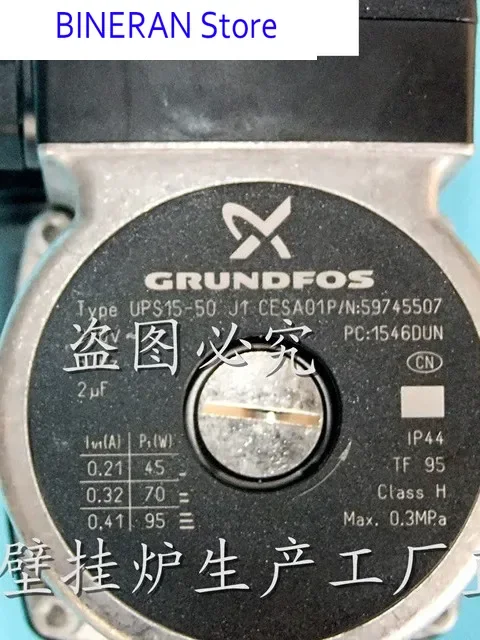 BINERAN Store
GRUNDFOS
Type UPS15-50 J1 CESA01P/N:59745507
PC:1546DUN
盗图必究
CN
2µF
I1/1(A) P1(W)
IP44
0.21 45
TF 95
0.32 70
Class H
0.41 95
Max. 0.3MPa
壁挂炉生产工厂